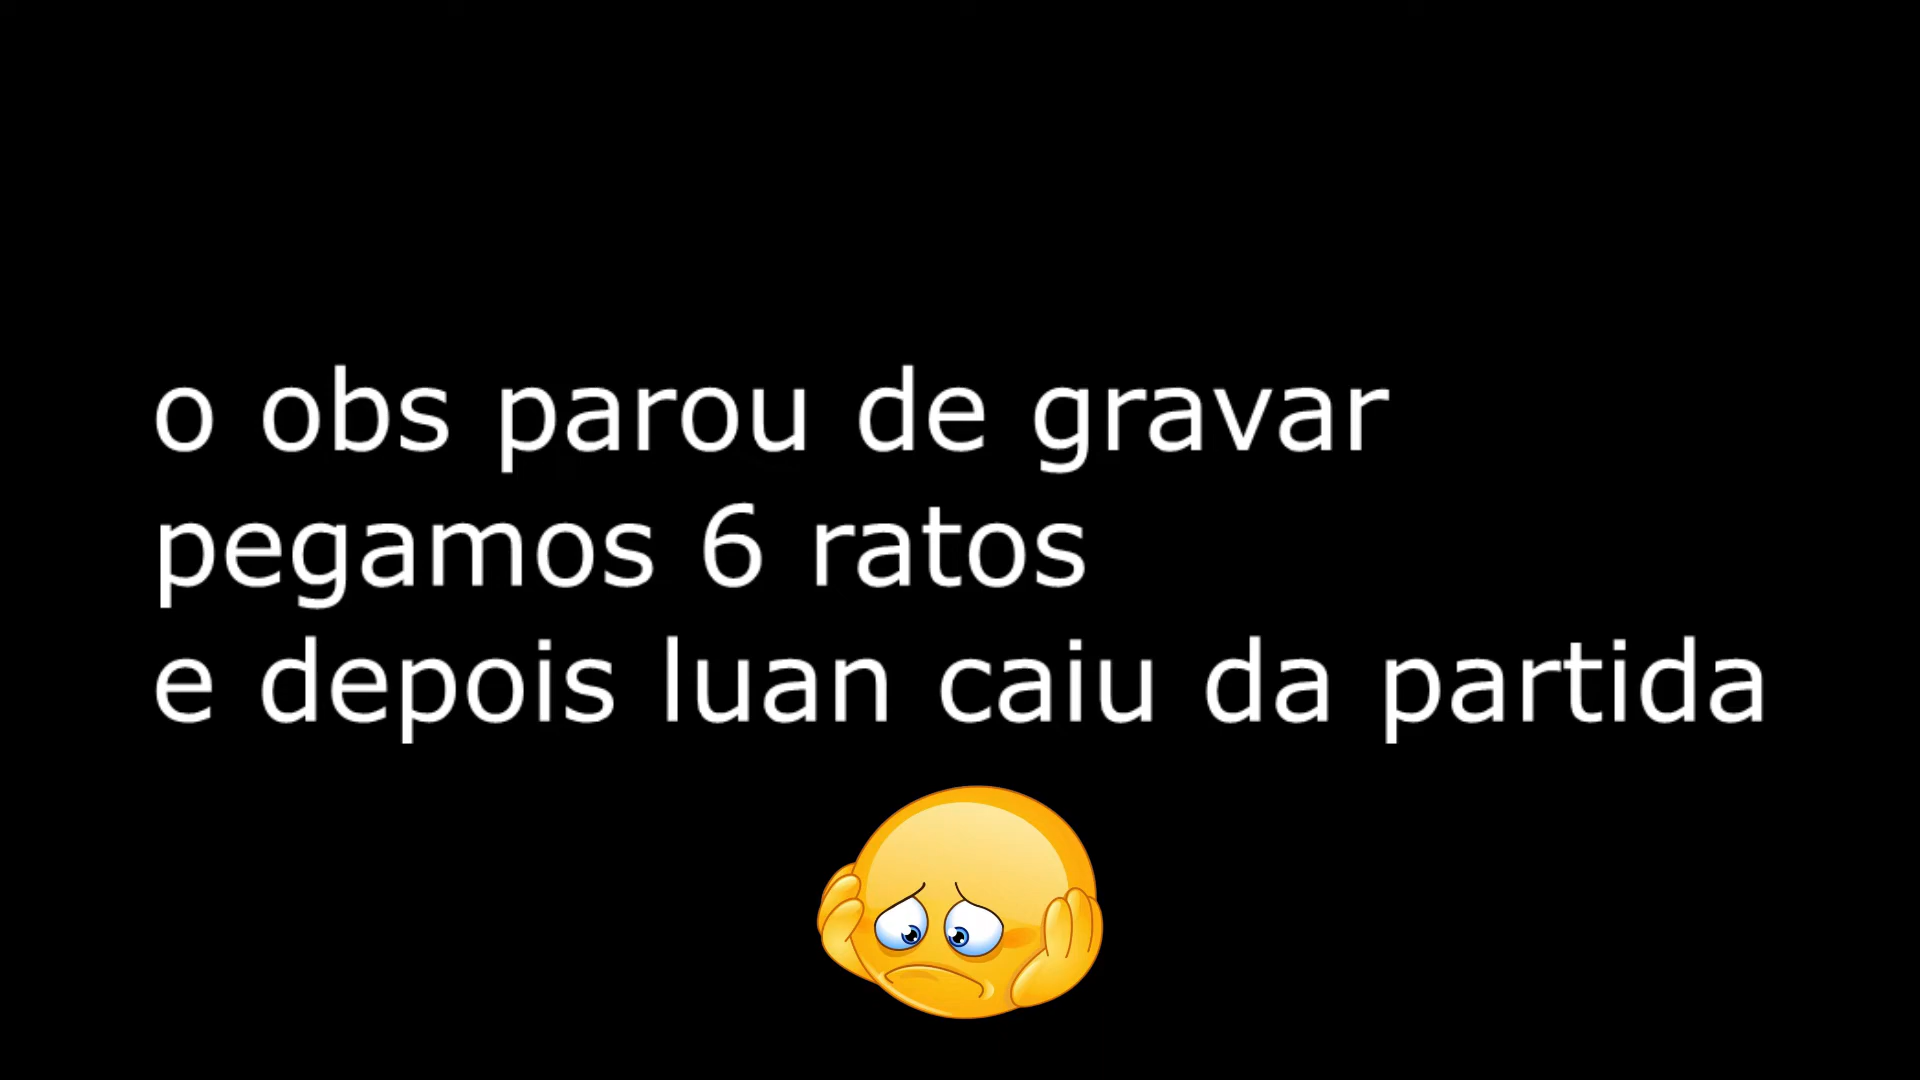 o obs parou de gravar
pegamos 6 ratos
e depois luan caiu da partida